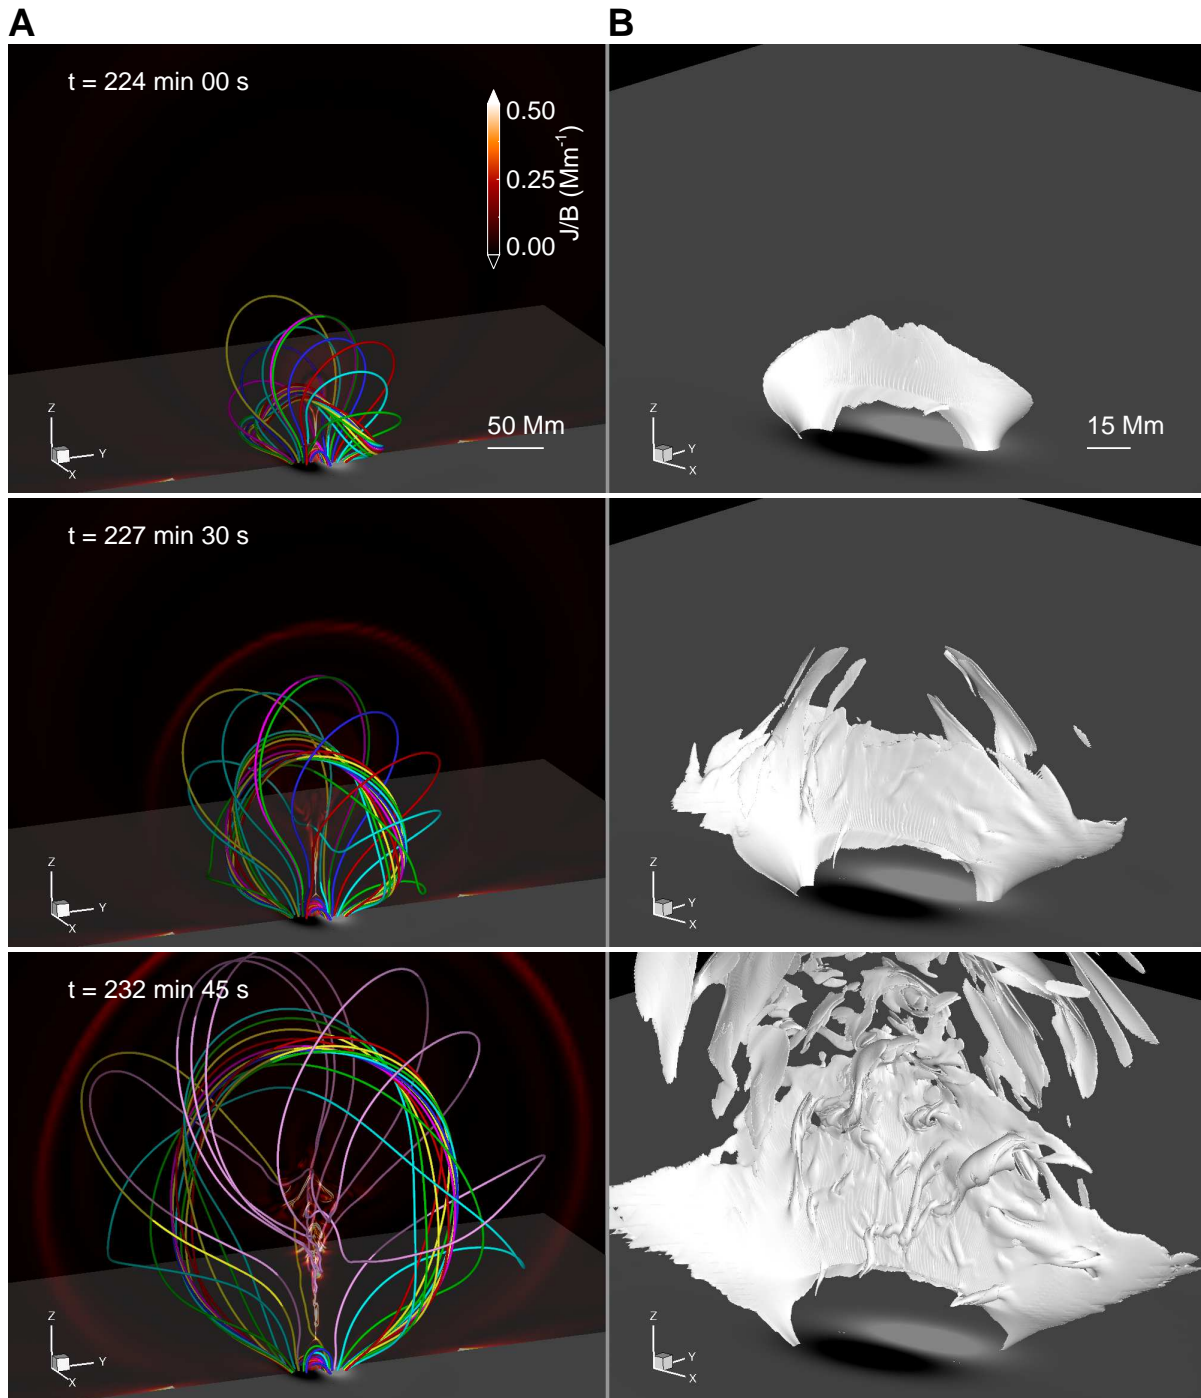 A
B
t = 224 min 00 s
0.50
0.25
0.00
J/B (Mm⁻¹)
50 Mm
15 Mm
Z
Y
X
Z
Y
X
t = 227 min 30 s
Z
Y
X
Z
Y
X
t = 232 min 45 s
Z
Y
X
Z
Y
X